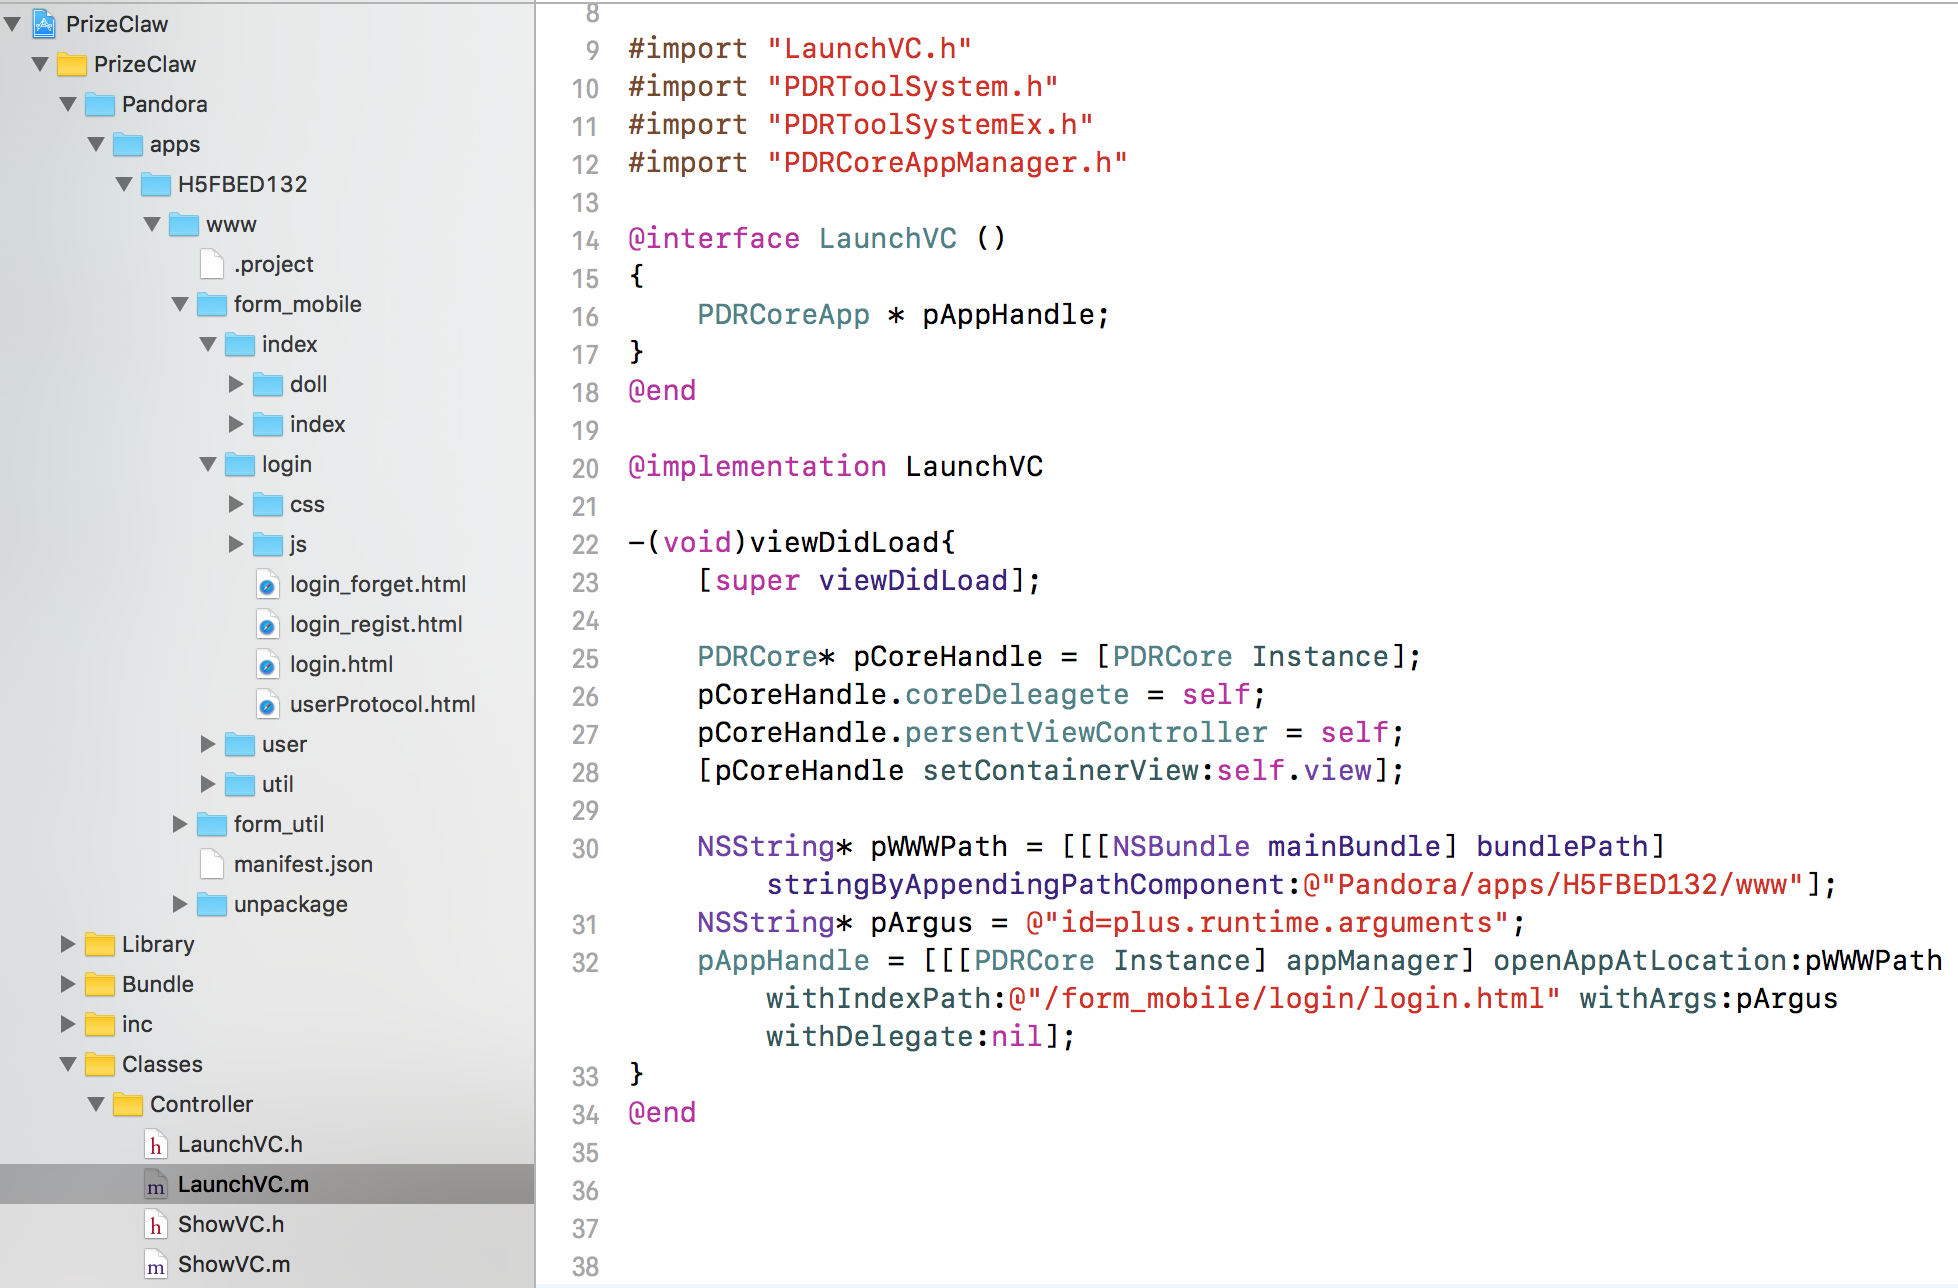 PrizeClaw
PrizeClaw
Pandora
apps
H5FBED132
www
.project
form_mobile
index
doll
index
login
css
js
login_forget.html
login_regist.html
login.html
userProtocol.html
user
util
form_util
manifest.json
unpackage
Library
Bundle
inc
Classes
Controller
h LaunchVC.h
m LaunchVC.m
h ShowVC.h
m ShowVC.m
8
9 #import "LaunchVC.h"
10 #import "PDRToolSystem.h"
11 #import "PDRToolSystemEx.h"
12 #import "PDRCoreAppManager.h"
13
14 @interface LaunchVC ()
15 {
16     PDRCoreApp * pAppHandle;
17 }
18 @end
19
20 @implementation LaunchVC
21
22 -(void)viewDidLoad{
23     [super viewDidLoad];
24
25     PDRCore* pCoreHandle = [PDRCore Instance];
26     pCoreHandle.coreDeleagete = self;
27     pCoreHandle.persentViewController = self;
28     [pCoreHandle setContainerView:self.view];
29
30     NSString* pWWWPath = [[[NSBundle mainBundle] bundlePath]
        stringByAppendingPathComponent:@"Pandora/apps/H5FBED132/www"];
31     NSString* pArgus = @"id=plus.runtime.arguments";
32     pAppHandle = [[[PDRCore Instance] appManager] openAppAtLocation:pWWWPath
        withIndexPath:@"/form_mobile/login/login.html" withArgs:pArgus
        withDelegate:nil];
33 }
34 @end
35
36
37
38